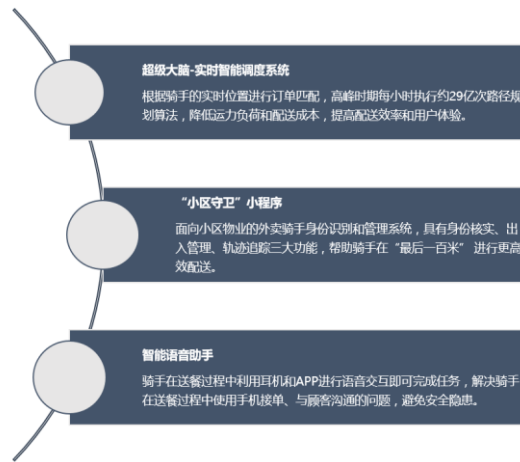 超级大脑-实时智能调度系统
根据骑手的实时位置进行订单匹配，高峰时期每小时执行约29亿次路径规
划算法，降低运力负荷和配送成本，提高配送效率和用户体验。
“小区守卫”小程序
面向小区物业的外卖骑手身份识别和管理系统，具有身份核实、出
入管理、轨迹追踪三大功能，帮助骑手在“最后一百米” 进行更高
效配送。
智能语音助手
骑手在送餐过程中利用耳机和APP进行语音交互即可完成任务，解决骑手
在送餐过程中使用手机接单、与顾客沟通的问题，避免安全隐患。